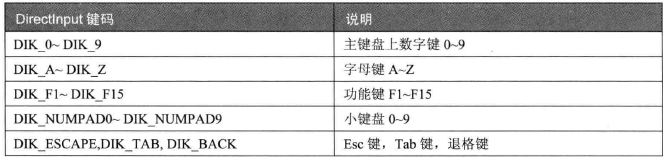 DirectInput 键码 说明
DIK_0~ DIK_9 主键盘上数字键 0~9
DIK_A~ DIK_Z 字母键 A~Z
DIK_F1~ DIK_F15 功能键 F1~F15
DIK_NUMPAD0~ DIK_NUMPAD9 小键盘 0~9
DIK_ESCAPE,DIK_TAB, DIK_BACK Esc 键，Tab 键，退格键